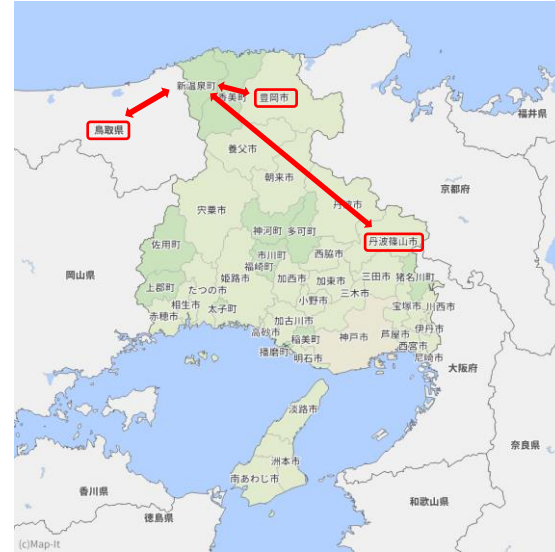 新温泉町
香美町
豊岡市
福井県
鳥取県
養父市
朝来市
京都府
宍粟市
丹波市
神河町
多可町
丹波篠山市
佐用町
市川町
西脇市
岡山県
福崎町
三田市
猪名川町
上郡町
姫路市
加西市
加東市
たつの市
三木市
相生市
小野市
宝塚市
川西市
赤穂市
太子町
加古川市
伊丹市
高砂市
稲美町
神戸市
芦屋市
西宮市
播磨町
明石市
尼崎市
大阪府
淡路市
奈良県
洲本市
南あわじ市
香川県
和歌山県
徳島県
(c)Map-It